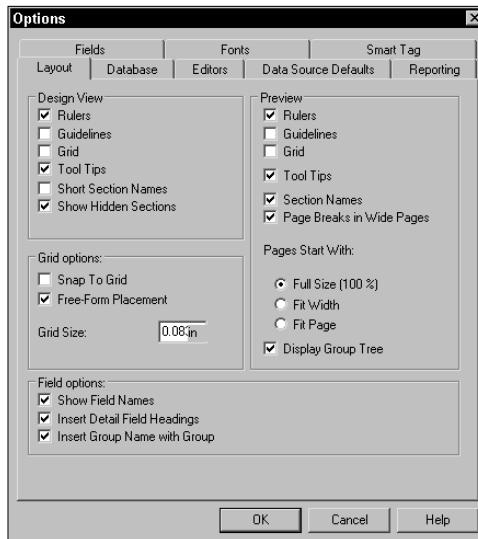 Options
Fields Fonts Smart Tag
Layout Database Editors Data Source Defaults Reporting
Design View
Rulers
Guidelines
Grid
Tool Tips
Short Section Names
Show Hidden Sections
Grid options:
Snap To Grid
Free-Form Placement
Grid Size: in
Preview
Rulers
Guidelines
Grid
Tool Tips
Section Names
Page Breaks in Wide Pages
Pages Start With:
Full Size (100 %)
Fit Width
Fit Page
Display Group Tree
Field options:
Show Field Names
Insert Detail Field Headings
Insert Group Name with Group
OK Cancel Help